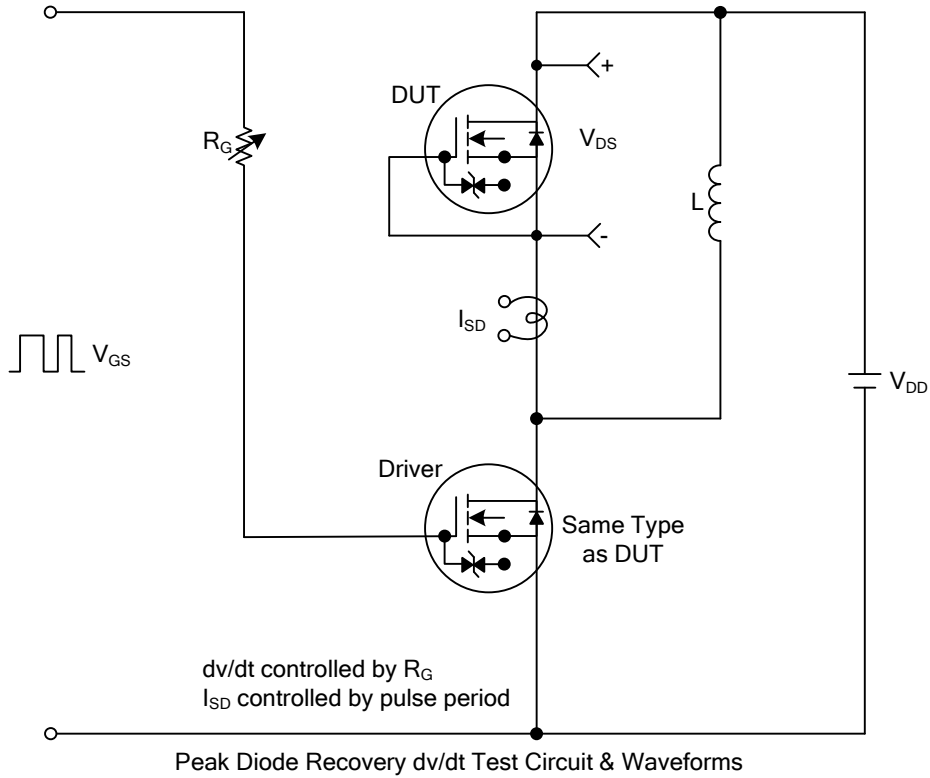 +
DUT
V_DS
R_G
L
-
I_SD
V_GS
V_DD
Driver
Same Type
as DUT
dv/dt controlled by R_G
I_SD controlled by pulse period
Peak Diode Recovery dv/dt Test Circuit & Waveforms